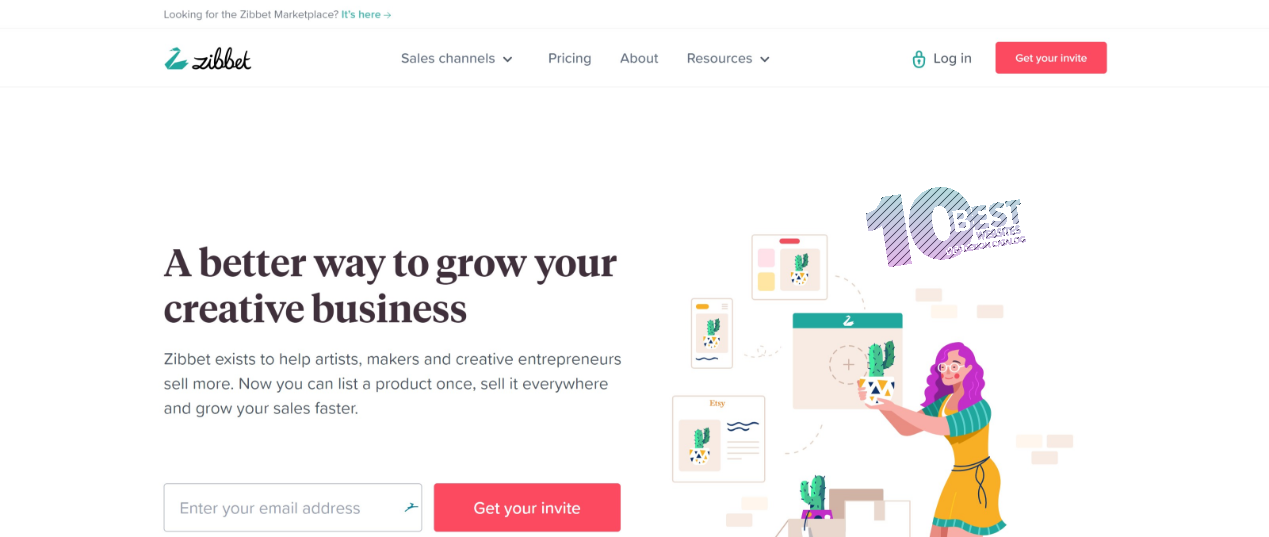 Looking for the Zibbet Marketplace? It's here →
zibbet
Sales channels
Pricing
About
Resources
Log in
Get your invite
10 BEST
WEBSITES
A better way to grow your
creative business
Zibbet exists to help artists, makers and creative entrepreneurs
sell more. Now you can list a product once, sell it everywhere
and grow your sales faster.
Enter your email address
Get your invite
Etsy